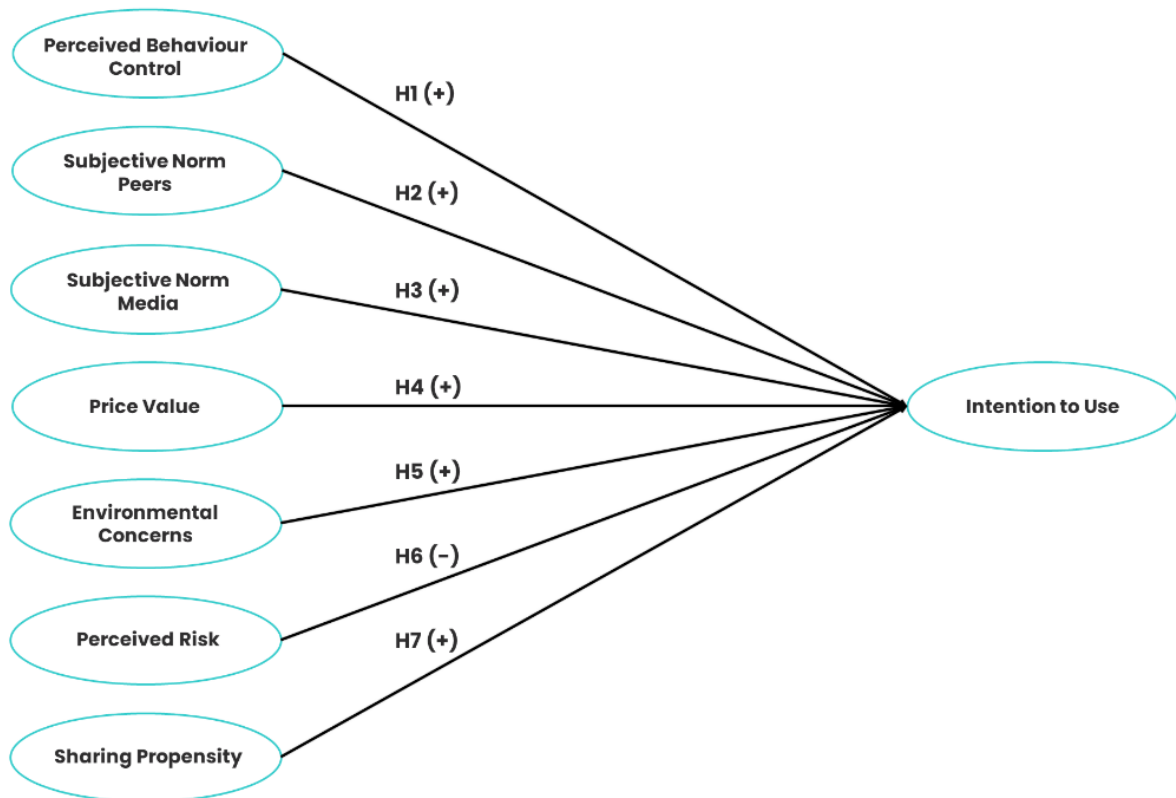 Perceived Behaviour
Control
H1 (+)
Subjective Norm
Peers
H2 (+)
Subjective Norm
Media
H3 (+)
Price Value
H4 (+)
Intention to Use
Environmental
Concerns
H5 (+)
Perceived Risk
H6 (-)
Sharing Propensity
H7 (+)